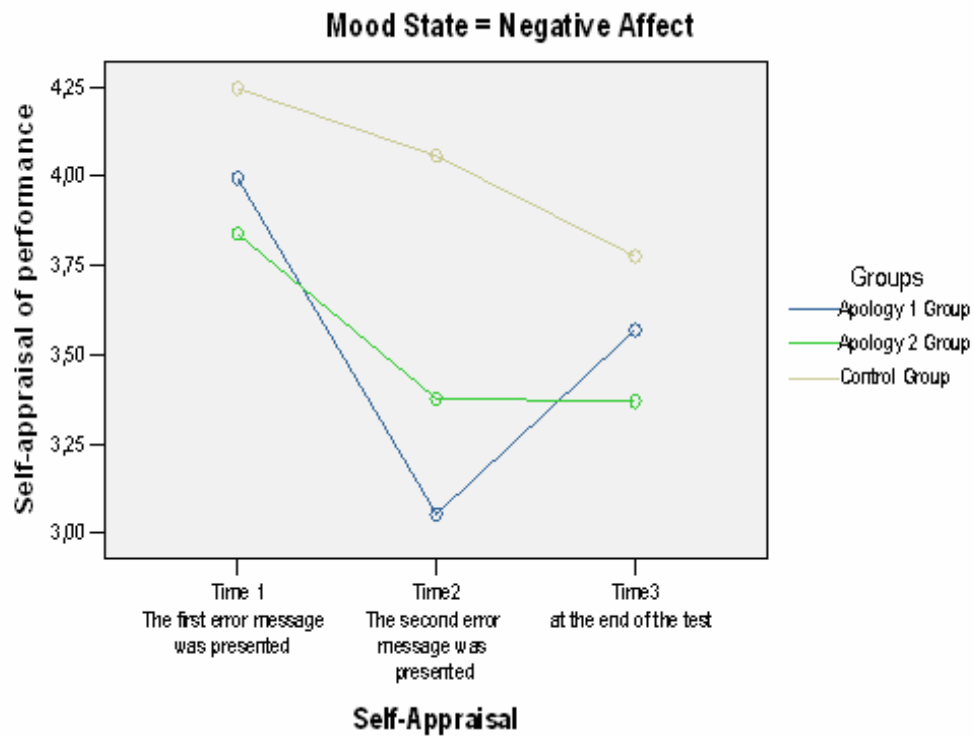 Mood State = Negative Affect
Self-appraisal of performance
4,25
4,00
3,75
3,50
3,25
3,00
Time 1
The first error message
was presented
Time2
The second error
message was
presented
Time3
at the end of the test
Self-Appraisal
Groups
Apology 1 Group
Apology 2 Group
Control Group